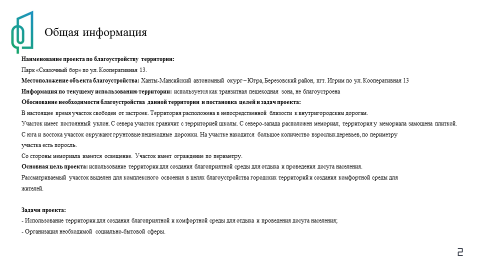 Общая информация
Наименование проекта по благоустройству территории:
Парк «Сказочный бор» по ул. Кооперативная 13.
Местоположение объекта благоустройства: Ханты-Мансийский автономный округ – Югра, Березовский район, пгт. Игрим по ул. Кооперативная 13
Информация по текущему использованию территории: используется как транзитная пешеходная зона, не благоустроена
Обоснование необходимости благоустройства данной территории и постановка целей и задач проекта:
В настоящее время участок свободен от застроек. Территория расположена в непосредственной близости к внутригородским дорогам.
Участок имеет постоянный уклон. С севера участок граничит с территорией школы. С северо-запада расположен мемориал, территория у мемориала замощена плиткой.
С юга и востока участок окружают грунтовые пешеходные дорожки. На участке находится большое количество взрослых деревьев, по периметру
участка есть поросль.
Со стороны мемориала имеется освещение. Участок имеет ограждение по периметру.
Основная цель проекта: использование территории для создания благоприятной среды для отдыха и проведения досуга населения.
Рассматриваемый участок выделен для комплексного освоения в целях благоустройства городских территорий и создания комфортной среды для
жителей.
Задачи проекта:
- Использование территории для создания благоприятной и комфортной среды для отдыха и проведения досуга населения;
- Организация необходимой социально-бытовой сферы.
2